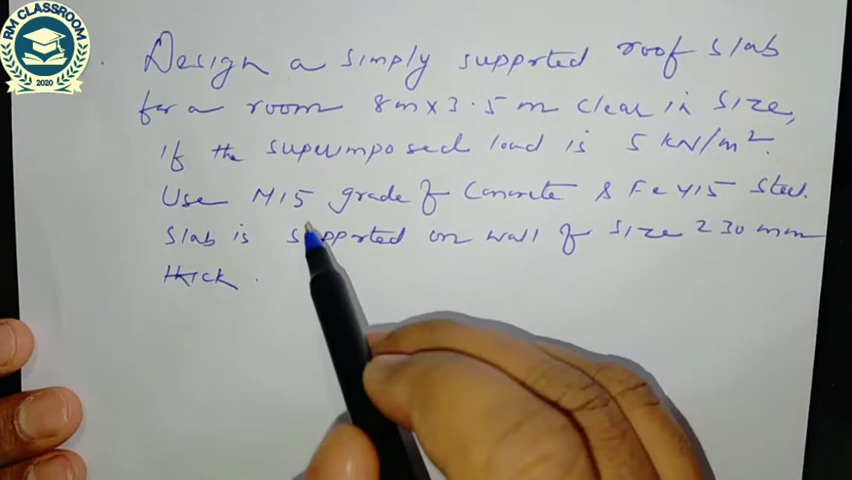 RM CLASSROOM
2020
Design a simply supported roof slab
for a room 8m x 3.5 m clear in size,
if the superimposed load is 5 kN/m².
Use M15 grade of Concrete & Fe 415 steel.
Slab is supported on wall of size 230 mm
thick.